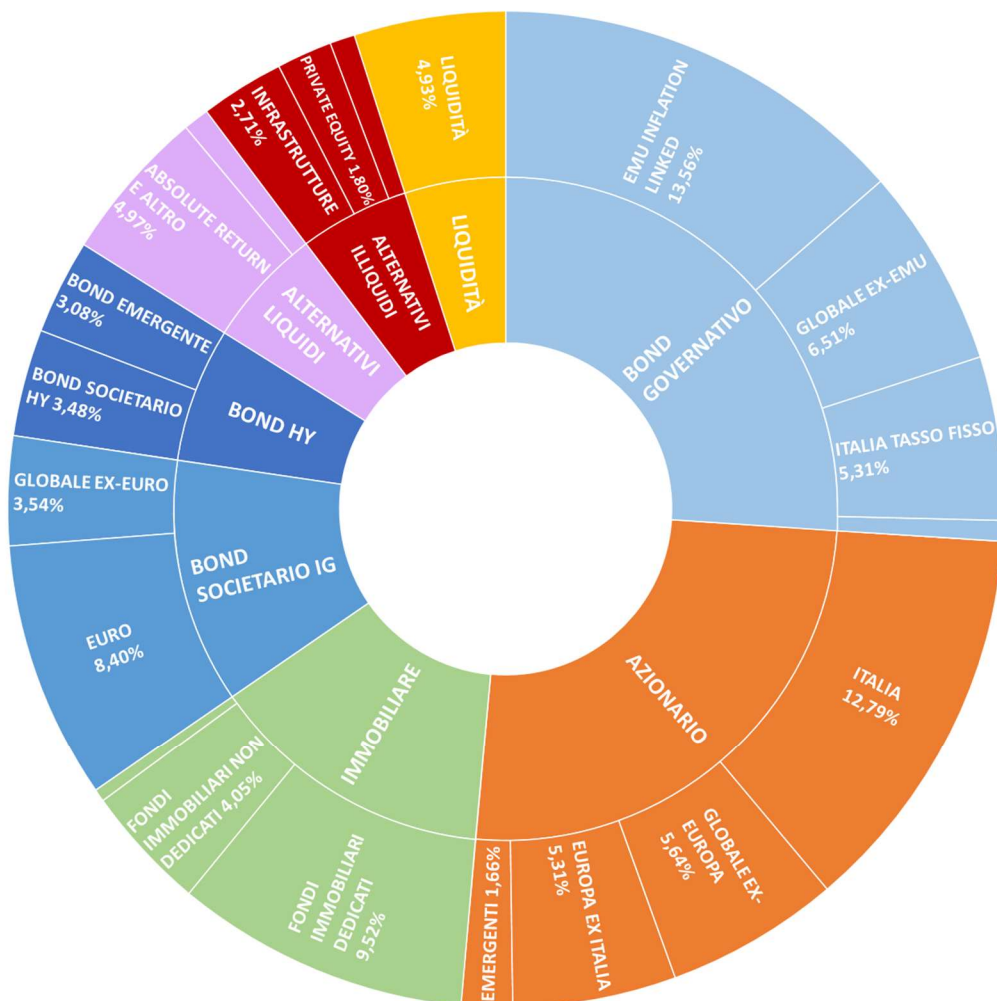 EMU INFLATION
LINKED
13,56%
GLOBALE EX-EMU
6,51%
ITALIA TASSO FISSO
5,31%
BOND
GOVERNATIVO
ITALIA
12,79%
GLOBALE EX-
EUROPA
5,64%
EUROPA EX ITALIA
5,31%
EMERGENTI 1,66%
AZIONARIO
FONDI
IMMOBILIARI
DEDICATI
9,52%
FONDI
IMMOBILIARI NON
DEDICATI 4,05%
IMMOBILIARE
EURO
8,40%
GLOBALE EX-EURO
3,54%
BOND
SOCIETARIO IG
BOND SOCIETARIO
HY 3,48%
BOND EMERGENTE
3,08%
BOND HY
ABSOLUTE RETURN
E ALTRO
4,97%
ALTERNATIVI
LIQUIDI
INFRASTRUTTURE
2,71%
PRIVATE EQUITY 1,80%
ALTERNATIVI
ILLIQUIDI
LIQUIDITÀ
4,93%
LIQUIDITÀ